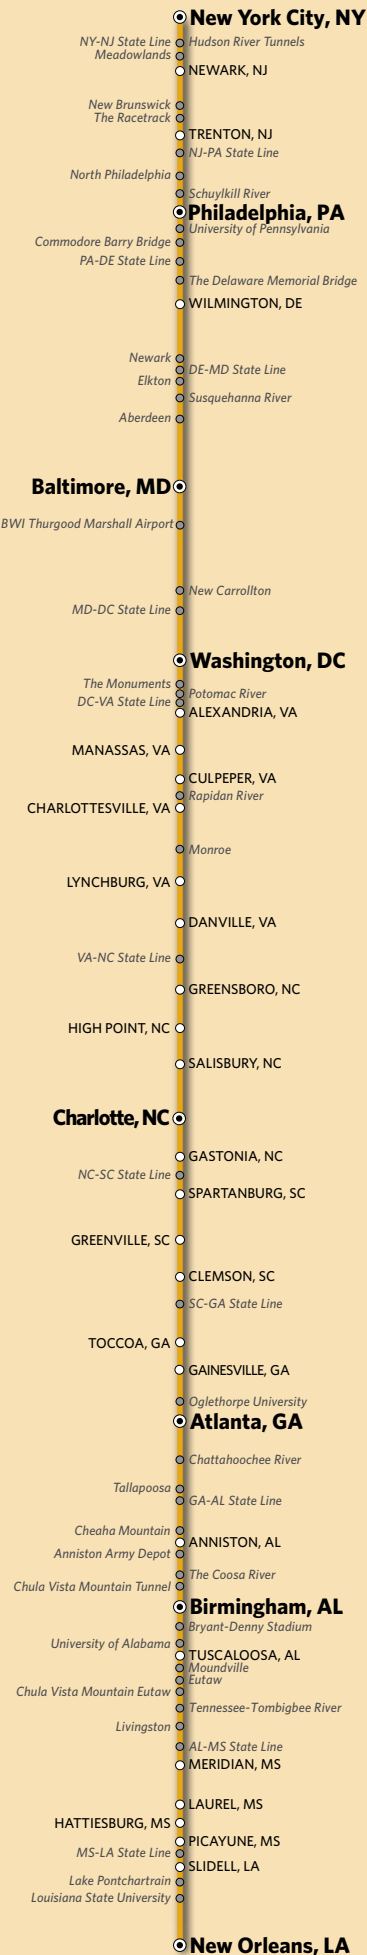 New York City, NY
NY-NJ State Line
Hudson River Tunnels
Meadowlands
NEWARK, NJ
New Brunswick
The Racetrack
TRENTON, NJ
NJ-PA State Line
North Philadelphia
Schuylkill River
Philadelphia, PA
University of Pennsylvania
Commodore Barry Bridge
PA-DE State Line
The Delaware Memorial Bridge
WILMINGTON, DE
Newark
DE-MD State Line
Elkton
Susquehanna River
Aberdeen
Baltimore, MD
BWI Thurgood Marshall Airport
New Carrollton
MD-DC State Line
Washington, DC
The Monuments
Potomac River
DC-VA State Line
ALEXANDRIA, VA
MANASSAS, VA
CULPEPER, VA
Rapidan River
CHARLOTTESVILLE, VA
Monroe
LYNCHBURG, VA
DANVILLE, VA
VA-NC State Line
GREENSBORO, NC
HIGH POINT, NC
SALISBURY, NC
Charlotte, NC
GASTONIA, NC
NC-SC State Line
SPARTANBURG, SC
GREENVILLE, SC
CLEMSON, SC
SC-GA State Line
TOCCOA, GA
GAINESVILLE, GA
Oglethorpe University
Atlanta, GA
Chattahoochee River
Tallapoosa
GA-AL State Line
Cheaha Mountain
ANNISTON, AL
Anniston Army Depot
The Coosa River
Chula Vista Mountain Tunnel
Birmingham, AL
Bryant-Denny Stadium
University of Alabama
TUSCALOOSA, AL
Moundville
Eutaw
Chula Vista Mountain Eutaw
Tennessee-Tombigbee River
Livingston
AL-MS State Line
MERIDIAN, MS
LAUREL, MS
HATTIESBURG, MS
PICAYUNE, MS
MS-LA State Line
SLIDELL, LA
Lake Pontchartrain
Louisiana State University
New Orleans, LA